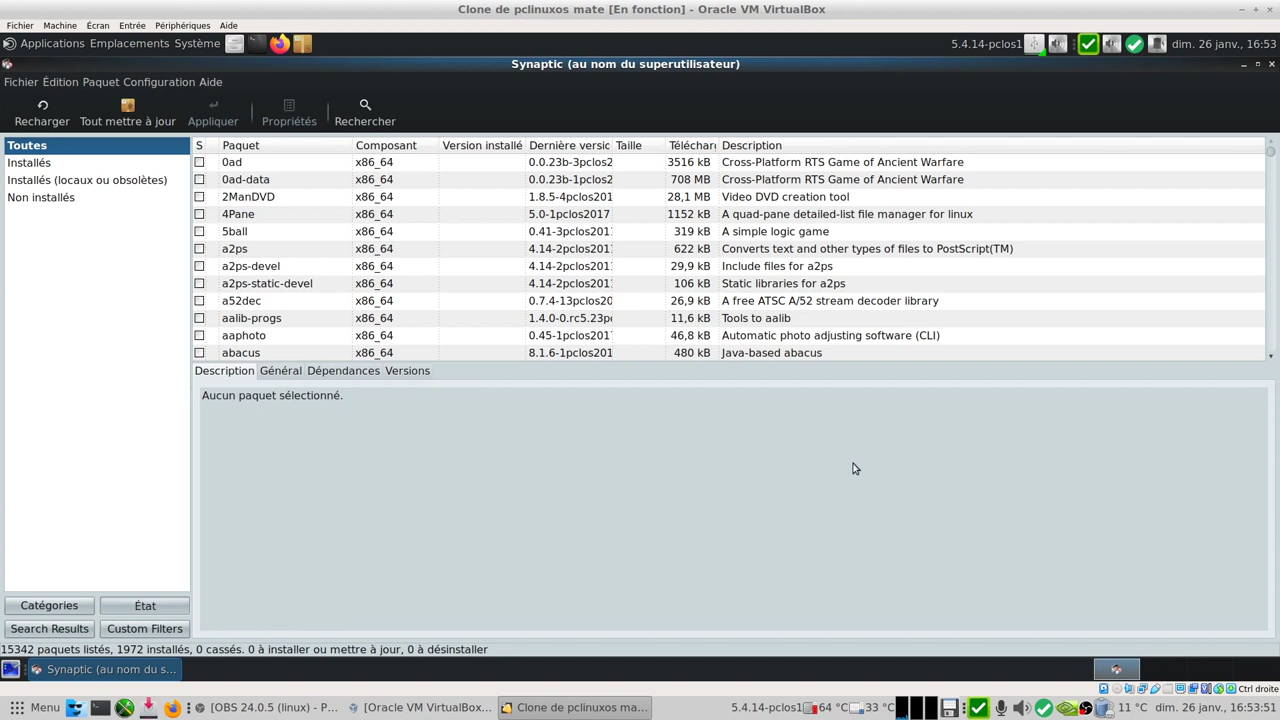 Clone de pclinuxos mate [En fonction] - Oracle VM VirtualBox
Fichier Machine Écran Entrée Périphériques Aide
Applications Emplacements Système 5.4.14-pclos1 dim. 26 janv., 16:53
Synaptic (au nom du superutilisateur)
Fichier Édition Paquet Configuration Aide
Recharger Tout mettre à jour Appliquer Propriétés Rechercher
Toutes
Installés
Installés (locaux ou obsolètes)
Non installés
S Paquet Composant Version installé Dernière versic Taille Téléchar Description
0ad x86_64 0.0.23b-3pclos2 3516 kB Cross-Platform RTS Game of Ancient Warfare
0ad-data x86_64 0.0.23b-1pclos2 708 MB Cross-Platform RTS Game of Ancient Warfare
2ManDVD x86_64 1.8.5-4pclos201 28,1 MB Video DVD creation tool
4Pane x86_64 5.0-1pclos2017 1152 kB A quad-pane detailed-list file manager for linux
5ball x86_64 0.41-3pclos201 319 kB A simple logic game
a2ps x86_64 4.14-2pclos201 622 kB Converts text and other types of files to PostScript(TM)
a2ps-devel x86_64 4.14-2pclos201 29,9 kB Include files for a2ps
a2ps-static-devel x86_64 4.14-2pclos201 106 kB Static libraries for a2ps
a52dec x86_64 0.7.4-13pclos20 26,9 kB A free ATSC A/52 stream decoder library
aalib-progs x86_64 1.4.0-0.rc5.23p 11,6 kB Tools to aalib
aaphoto x86_64 0.45-1pclos201 46,8 kB Automatic photo adjusting software (CLI)
abacus x86_64 8.1.6-1pclos201 480 kB Java-based abacus
Description Général Dépendances Versions
Aucun paquet sélectionné.
Catégories État
Search Results Custom Filters
15342 paquets listés, 1972 installés, 0 cassés. 0 à installer ou mettre à jour, 0 à désinstaller
Synaptic (au nom du s...
Ctrl droite
Menu [OBS 24.0.5 (linux) - P... [Oracle VM VirtualBox... Clone de pclinuxos ma... 5.4.14-pclos1 64 °C 33 °C 11 °C dim. 26 janv., 16:53:51